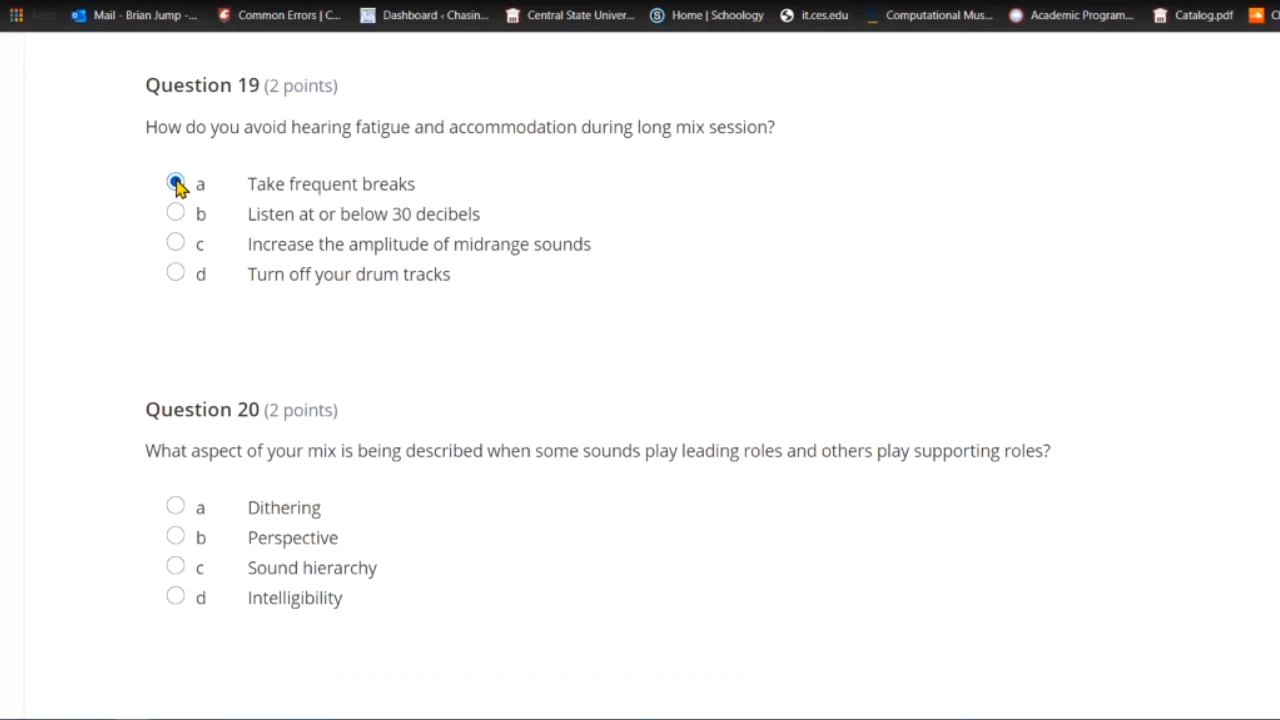 Mail - Brian Jump -... Common Errors | C... Dashboard ‹ Chasin... Central State Univer... Home | Schoology it.ces.edu Computational Mus... Academic Program... Catalog.pdf
Question 19 (2 points)
How do you avoid hearing fatigue and accommodation during long mix session?
a Take frequent breaks
b Listen at or below 30 decibels
c Increase the amplitude of midrange sounds
d Turn off your drum tracks
Question 20 (2 points)
What aspect of your mix is being described when some sounds play leading roles and others play supporting roles?
a Dithering
b Perspective
c Sound hierarchy
d Intelligibility